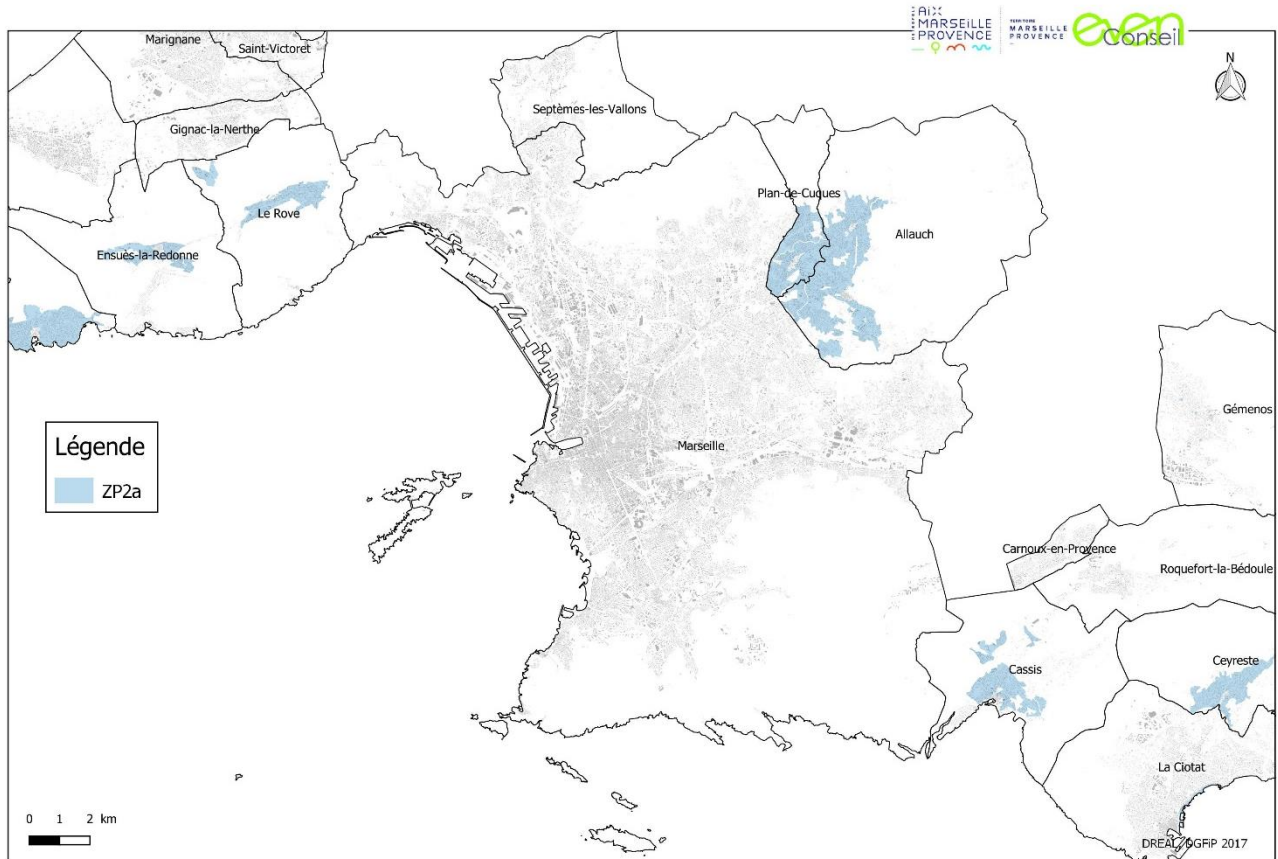 AiX
MARSEILLE
PROVENCE
MARSEILLE
PROVENCE
even
Conseil
N
Marignane
Saint-Victoret
Septèmes-les-Vallons
Gignac-la-Nerthe
Plan-de-Cuques
Le Rove
Allauch
Ensuès-la-Redonne
Gémenos
Légende
ZP2a
Marseille
Carnoux-en-Provence
Roquefort-la-Bédoule
Cassis
Ceyreste
La Ciotat
0 1 2 km
DREAL, DGFiP 2017